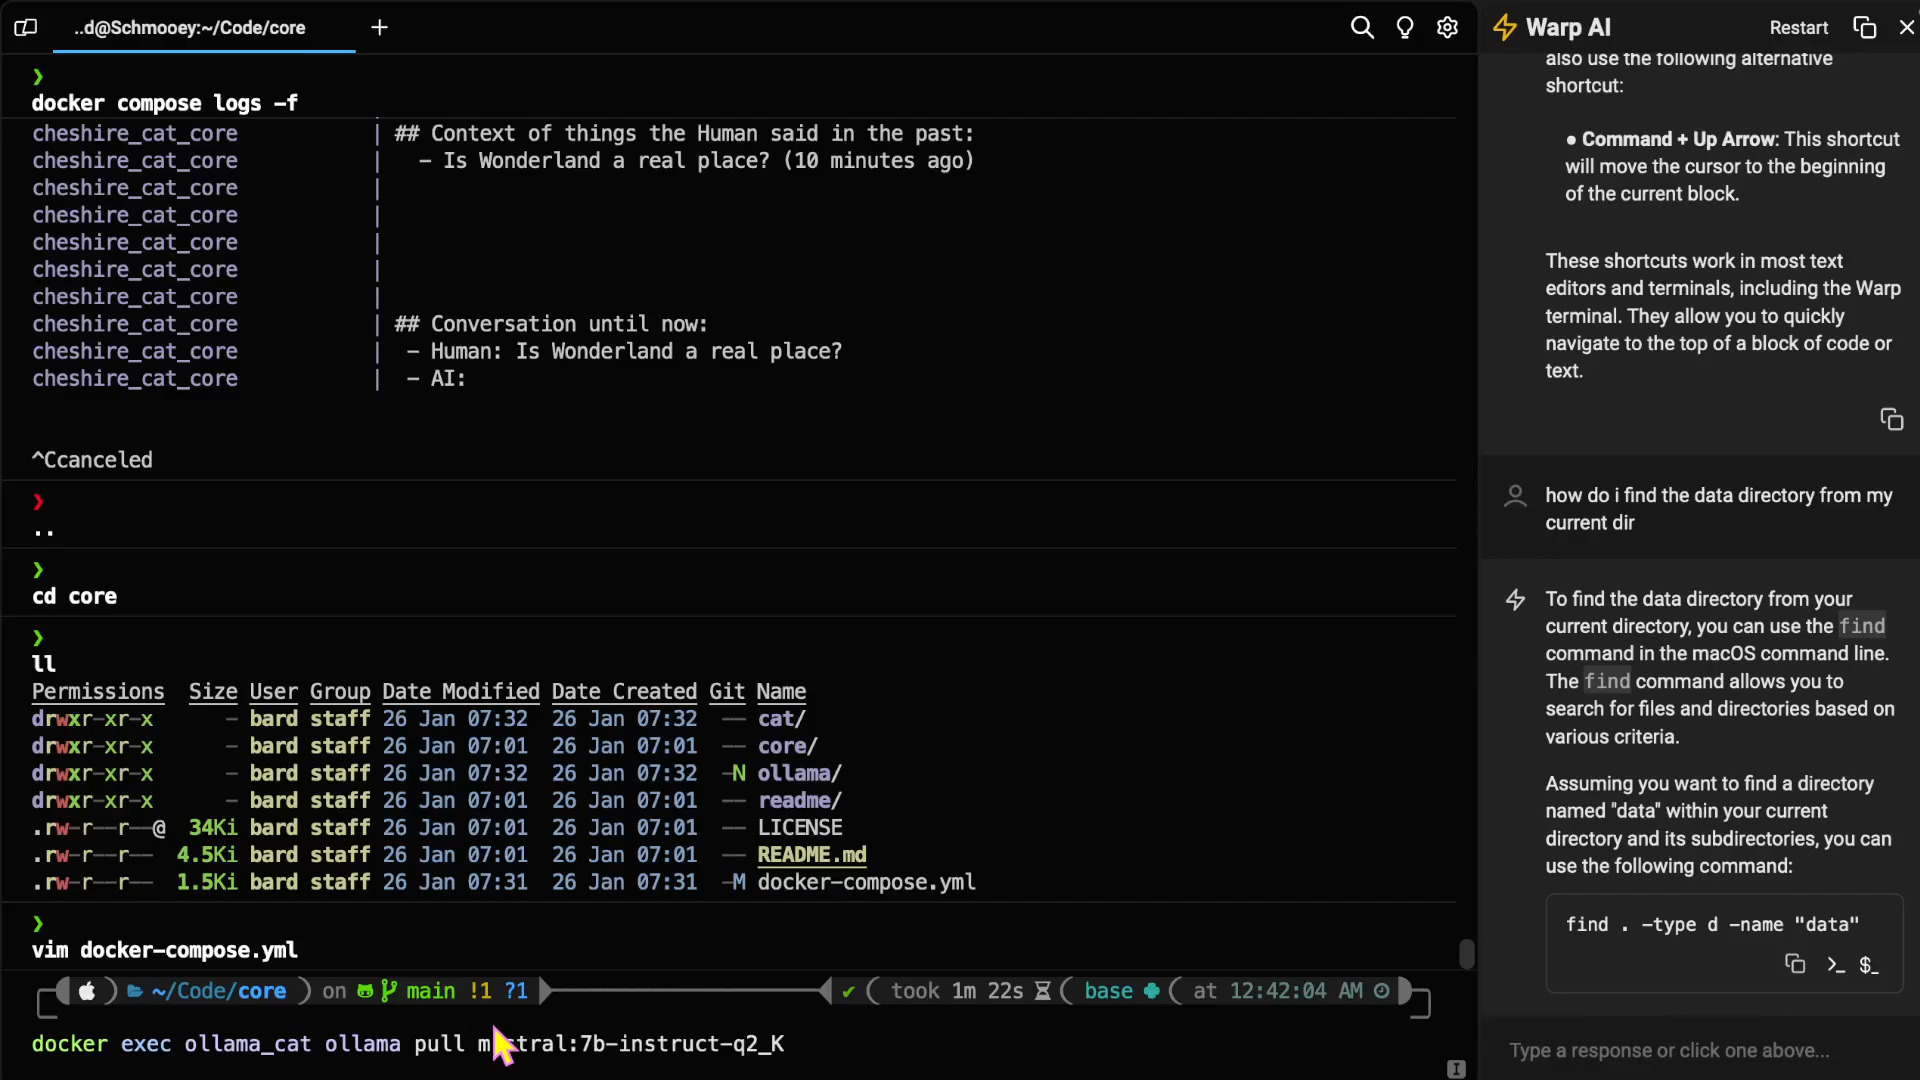 ..d@Schmooey:~/Code/core
+
❯
docker compose logs -f
cheshire_cat_core | ## Context of things the Human said in the past:
cheshire_cat_core | - Is Wonderland a real place? (10 minutes ago)
cheshire_cat_core |
cheshire_cat_core |
cheshire_cat_core |
cheshire_cat_core |
cheshire_cat_core |
cheshire_cat_core | ## Conversation until now:
cheshire_cat_core | - Human: Is Wonderland a real place?
cheshire_cat_core | - AI:
^Ccanceled
❯
..
❯
cd core
❯
ll
Permissions Size User Group Date Modified Date Created Git Name
drwxr-xr-x - bard staff 26 Jan 07:32 26 Jan 07:32 -- cat/
drwxr-xr-x - bard staff 26 Jan 07:01 26 Jan 07:01 -- core/
drwxr-xr-x - bard staff 26 Jan 07:32 26 Jan 07:32 -N ollama/
drwxr-xr-x - bard staff 26 Jan 07:01 26 Jan 07:01 -- readme/
.rw-r--r--@ 34Ki bard staff 26 Jan 07:01 26 Jan 07:01 -- LICENSE
.rw-r--r-- 4.5Ki bard staff 26 Jan 07:01 26 Jan 07:01 -- README.md
.rw-r--r-- 1.5Ki bard staff 26 Jan 07:31 26 Jan 07:31 -M docker-compose.yml
❯
vim docker-compose.yml
~/Code/core on main !1 ?1 ✔ took 1m 22s base at 12:42:04 AM
docker exec ollama_cat ollama pull :7b-instruct-q2_K
Warp AI Restart
also use the following alternative
shortcut:
• Command + Up Arrow: This shortcut
will move the cursor to the beginning
of the current block.
These shortcuts work in most text
editors and terminals, including the Warp
terminal. They allow you to quickly
navigate to the top of a block of code or
text.
how do i find the data directory from my
current dir
To find the data directory from your
current directory, you can use the find
command in the macOS command line.
The find command allows you to
search for files and directories based on
various criteria.
Assuming you want to find a directory
named "data" within your current
directory and its subdirectories, you can
use the following command:
find . -type d -name "data"
>_ $_
Type a response or click one above...